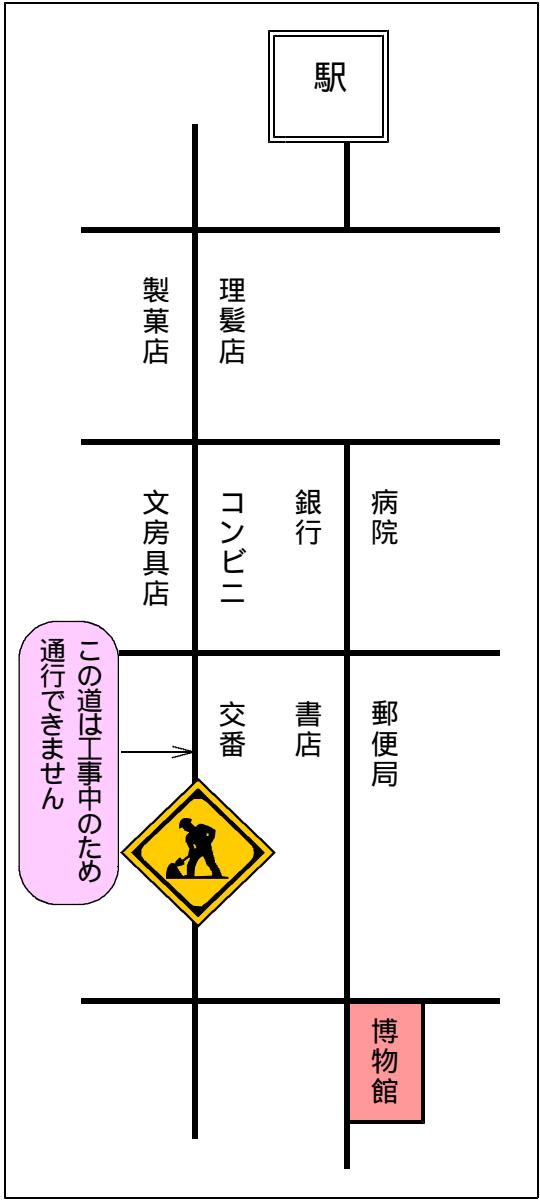 駅
製菓店
理髪店
文房具店
コンビニ
銀行
病院
この道は工事中のため
通行できません
交番
書店
郵便局
博物館